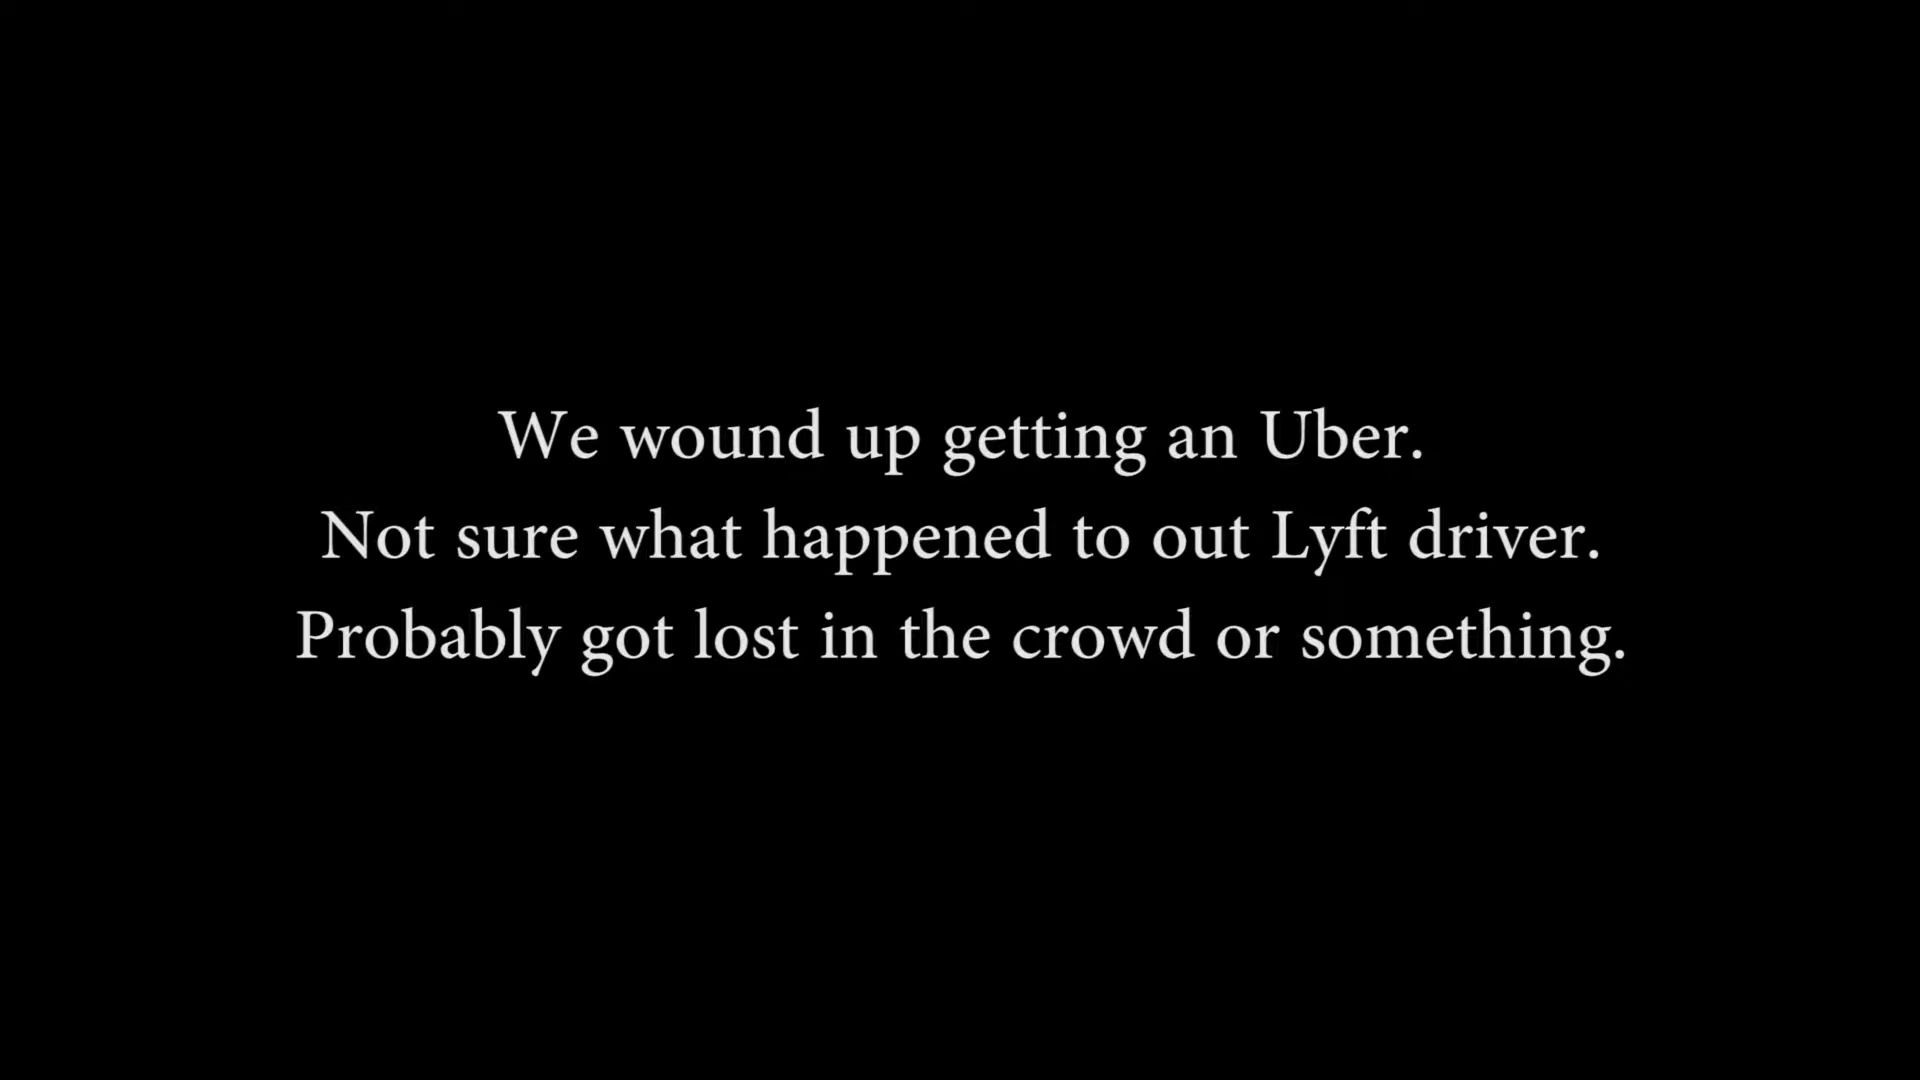 We wound up getting an Uber.
Not sure what happened to out Lyft driver.
Probably got lost in the crowd or something.